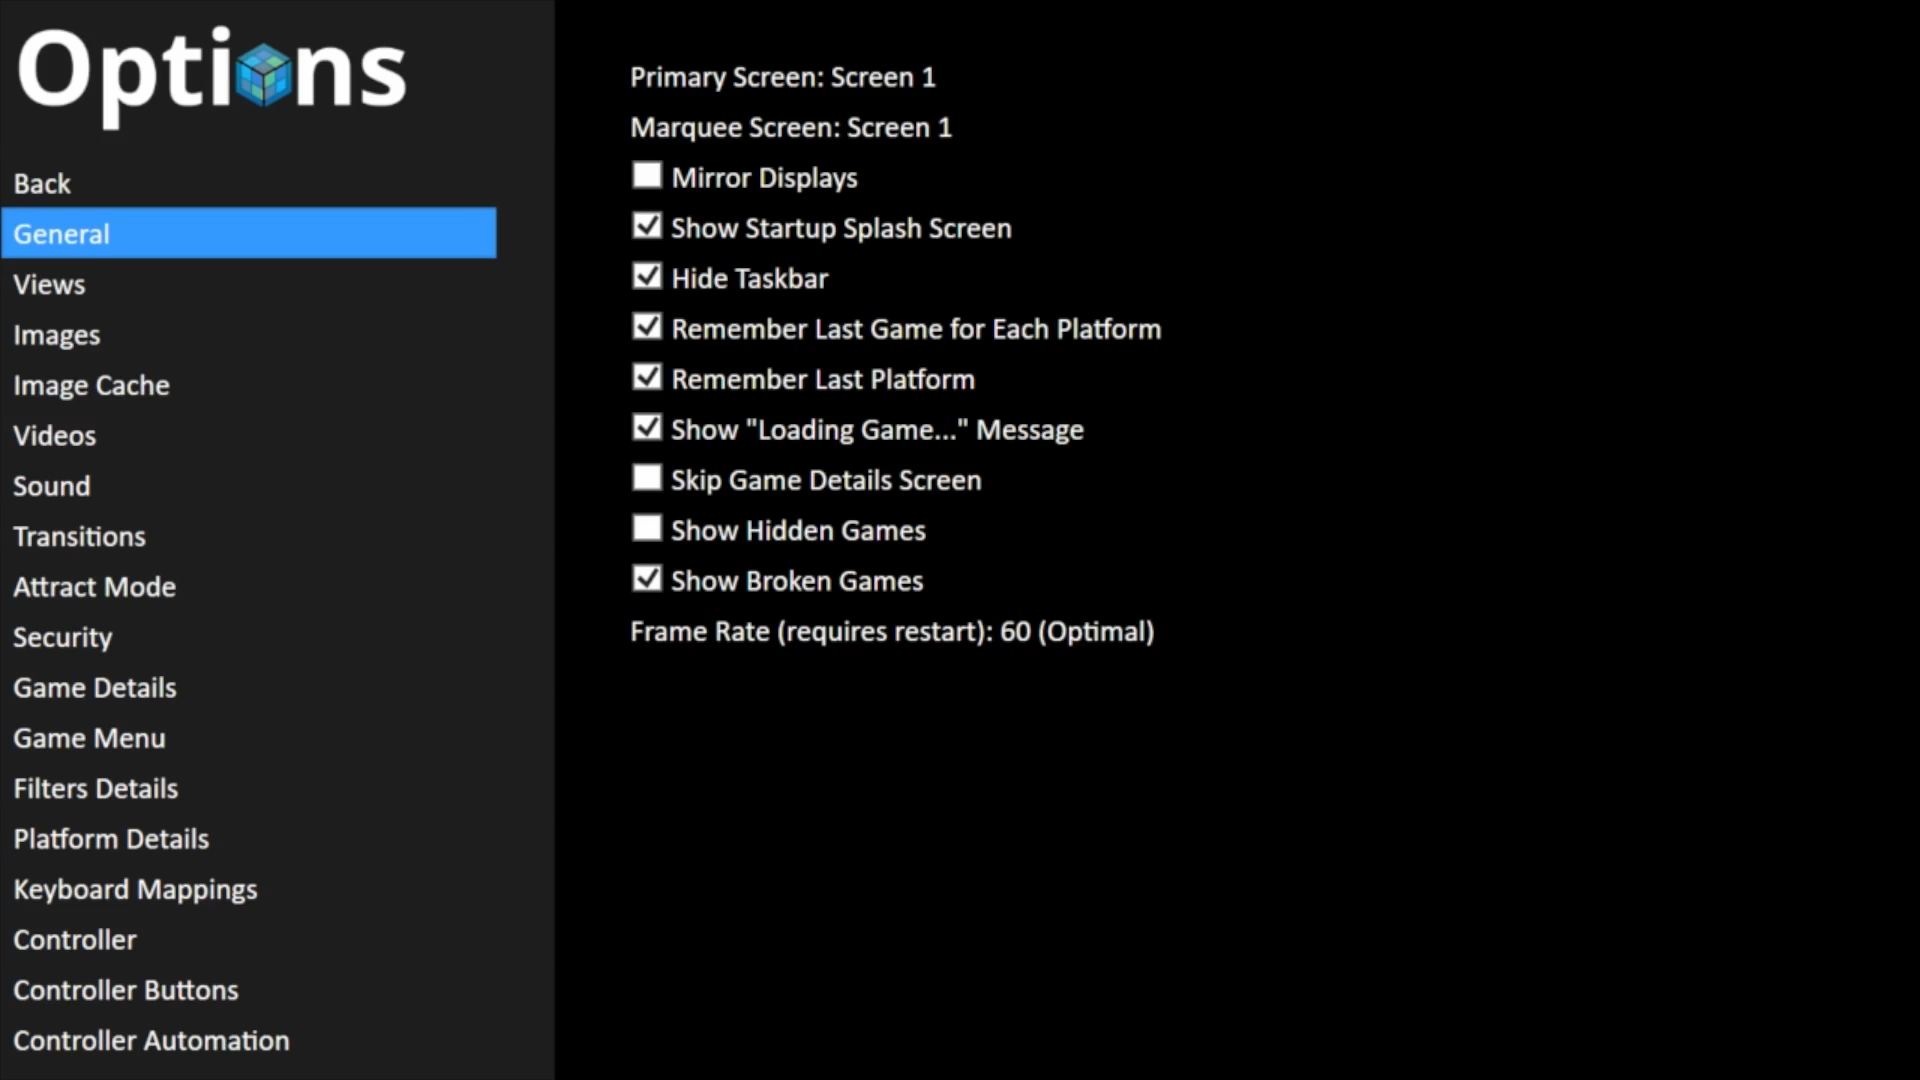 Options
Back
General
Views
Images
Image Cache
Videos
Sound
Transitions
Attract Mode
Security
Game Details
Game Menu
Filters Details
Platform Details
Keyboard Mappings
Controller
Controller Buttons
Controller Automation
Primary Screen: Screen 1
Marquee Screen: Screen 1
Mirror Displays
Show Startup Splash Screen
Hide Taskbar
Remember Last Game for Each Platform
Remember Last Platform
Show "Loading Game..." Message
Skip Game Details Screen
Show Hidden Games
Show Broken Games
Frame Rate (requires restart): 60 (Optimal)